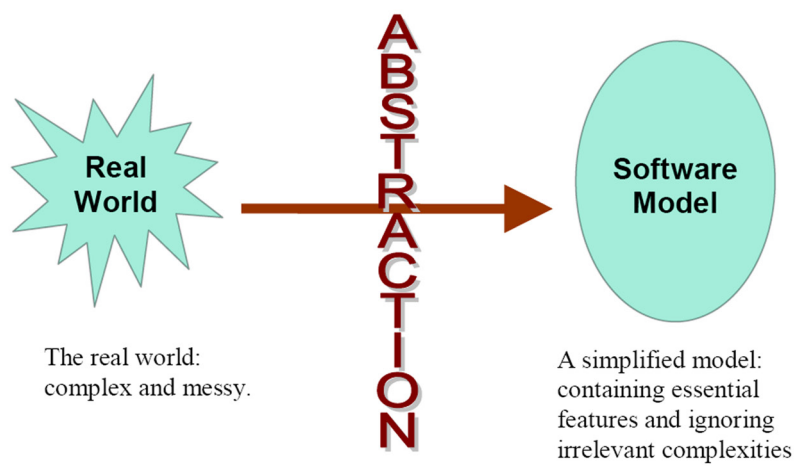 Real
World
ABSTRACTION
Software
Model
The real world:
complex and messy.
A simplified model:
containing essential
features and ignoring
irrelevant complexities